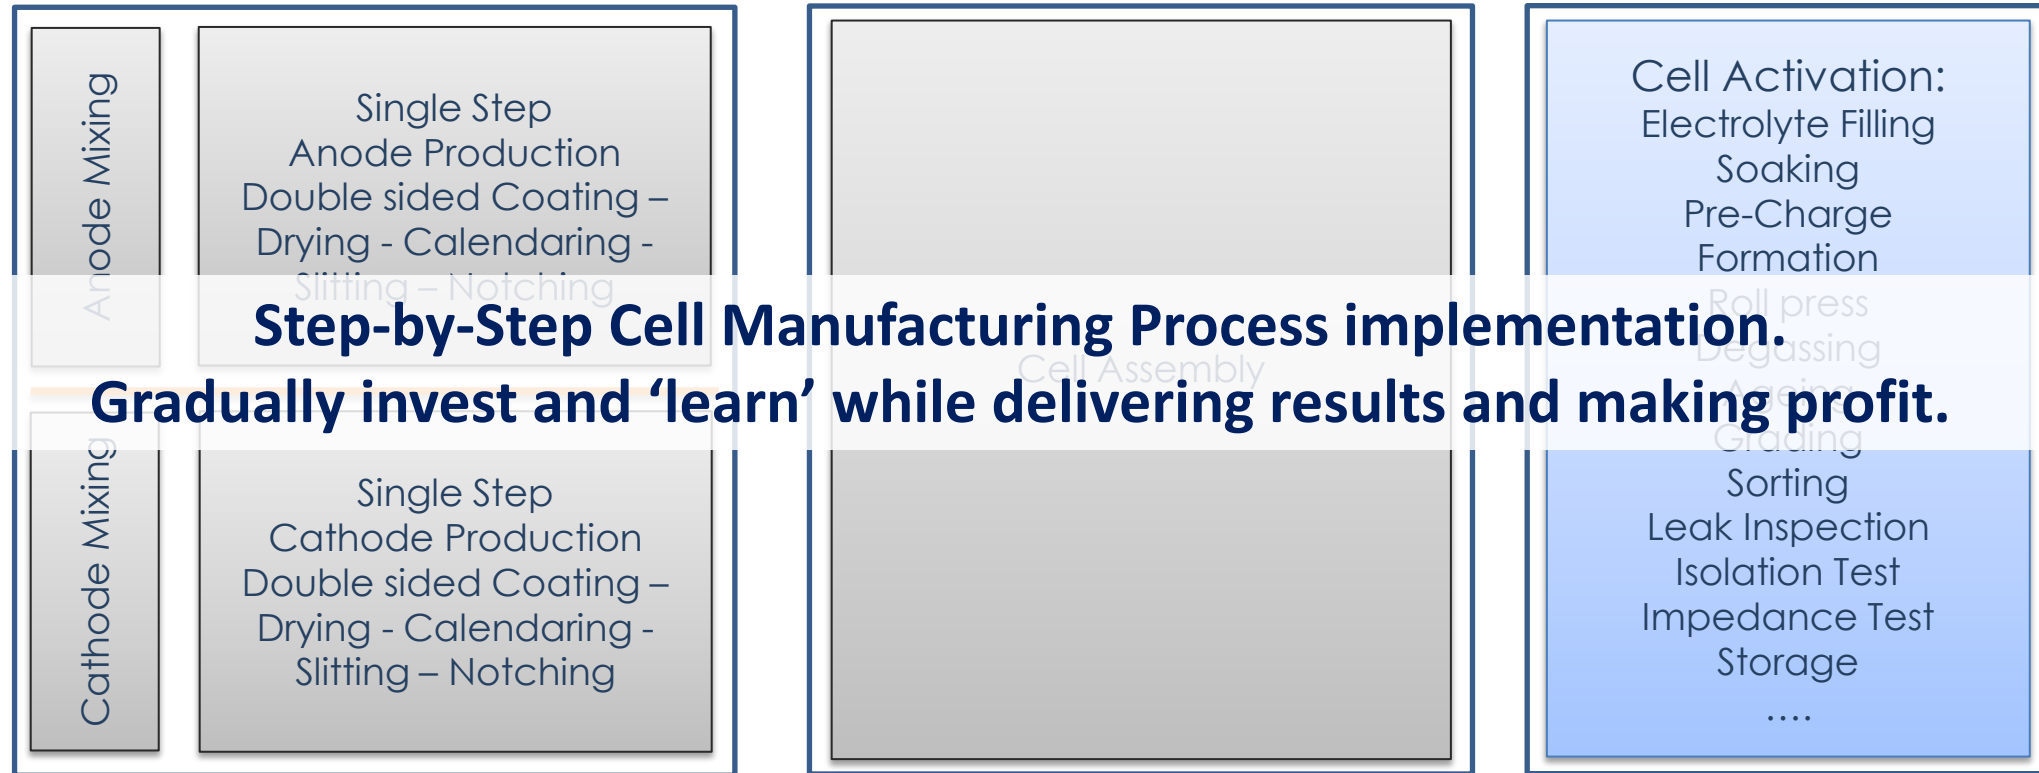 Anode Mixing
Single Step
Anode Production
Double sided Coating –
Drying - Calendaring -
Slitting – Notching
Cathode Mixing
Single Step
Cathode Production
Double sided Coating –
Drying - Calendaring -
Slitting – Notching
Cell Assembly
Cell Activation:
Electrolyte Filling
Soaking
Pre-Charge
Formation
Roll press
Degassing
Ageing
Grading
Sorting
Leak Inspection
Isolation Test
Impedance Test
Storage
....
Step-by-Step Cell Manufacturing Process implementation.
Gradually invest and ‘learn’ while delivering results and making profit.